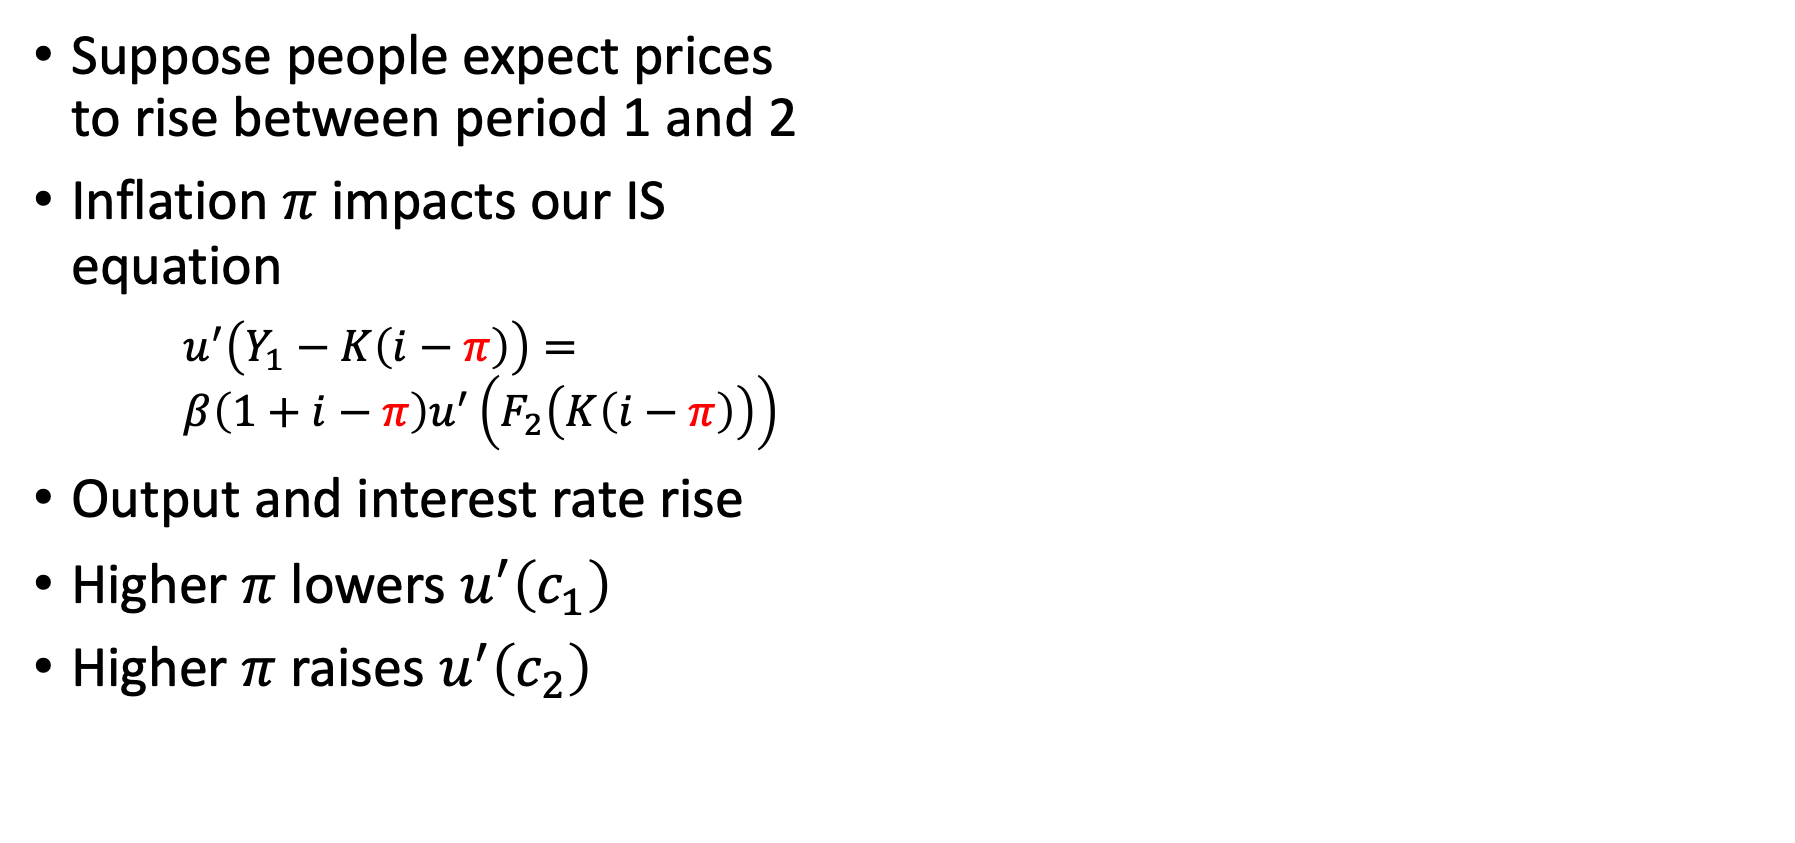 • Suppose people expect prices
to rise between period 1 and 2
• Inflation π impacts our IS
equation
u′(Y₁ − K(i − π)) =
β(1 + i − π)u′(F₂(K(i − π)))
• Output and interest rate rise
• Higher π lowers u′(c₁)
• Higher π raises u′(c₂)